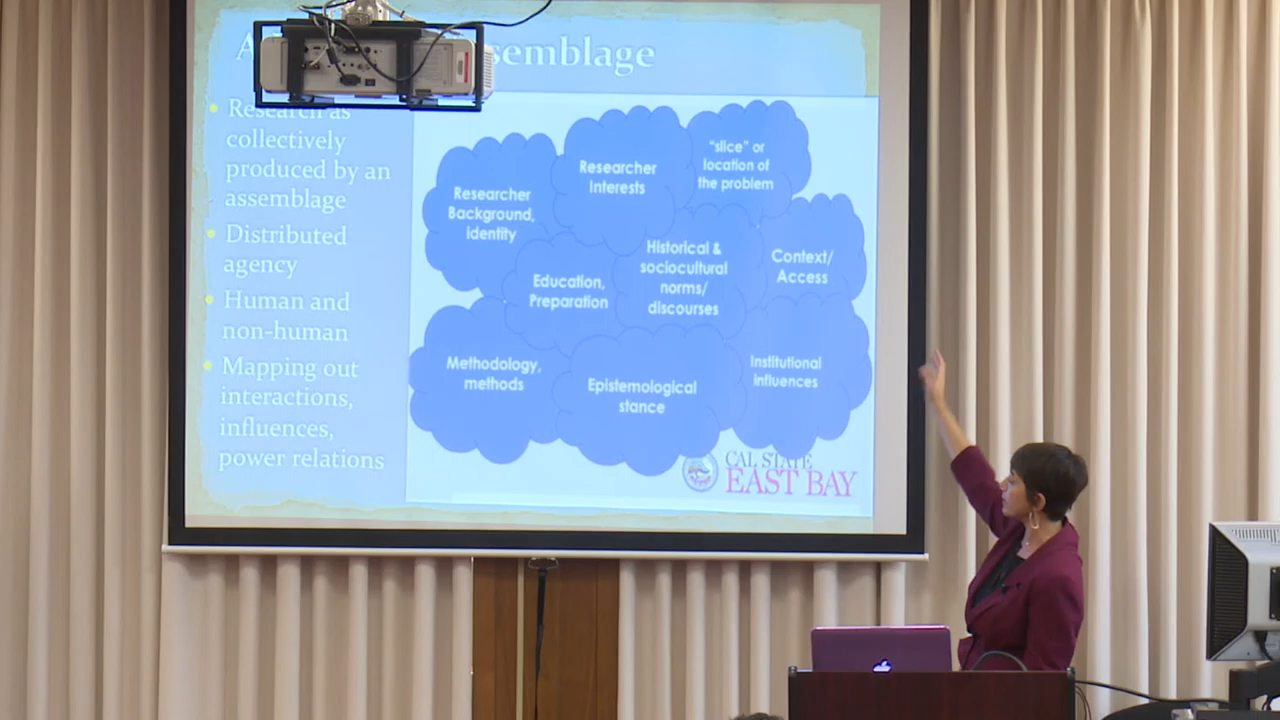 Research as
collectively
produced by an
assemblage
Distributed
agency
Human and
non-human
Mapping out
interactions,
influences,
power relations
Researcher
Background,
identity
Researcher
Interests
"slice" or
location of
the problem
Education,
Preparation
Historical &
sociocultural
norms/
discourses
Context/
Access
Methodology,
methods
Epistemological
stance
Institutional
influences
CAL STATE
EAST BAY